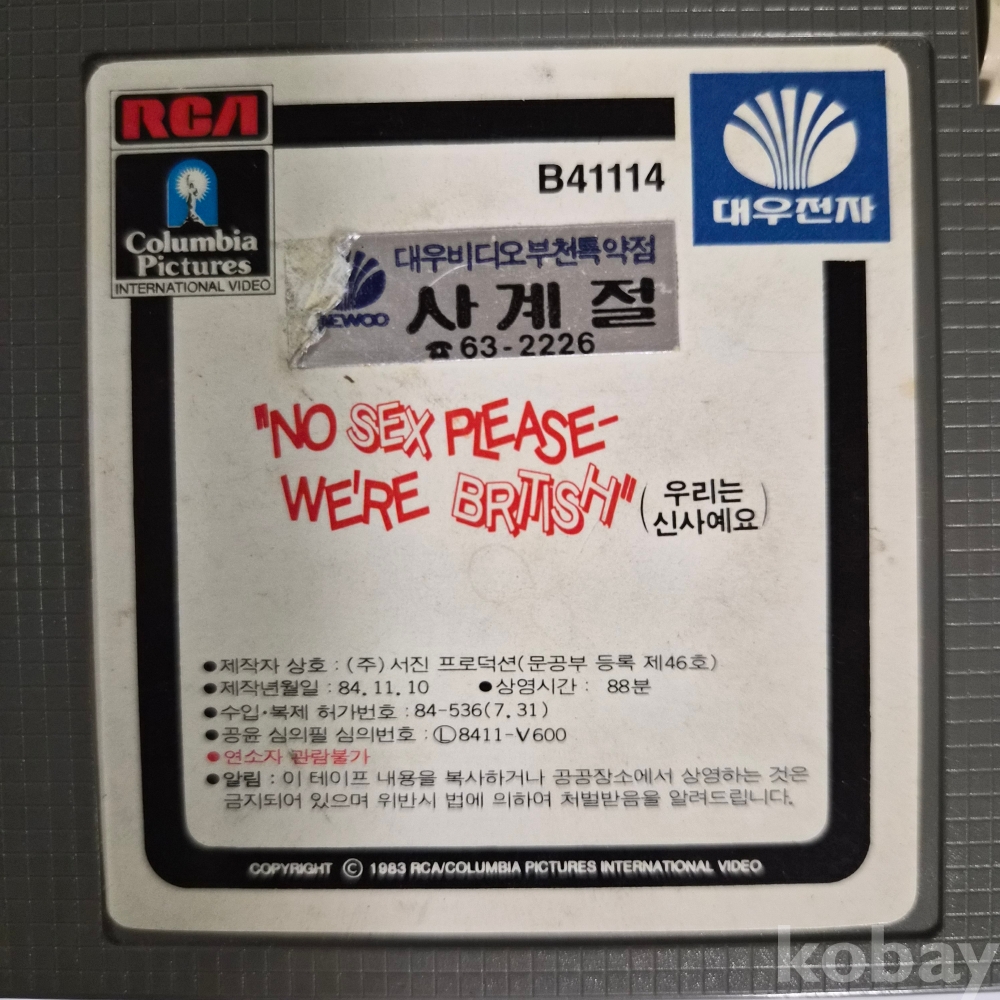 RCA
Columbia
Pictures
INTERNATIONAL VIDEO
B41114
대우전자
대우비디오부천특약점
EWOO
사계절
☎63-2226
"NO SEX PLEASE-
WE'RE BRITISH"
(우리는
신사예요)
●제작자 상호 : (주) 서진 프로덕션(문공부 등록 제46호)
●제작년월일 : 84.11.10 ●상영시간 : 88분
●수입·복제 허가번호 : 84-536(7.31)
●공윤 심의필 심의번호 : Ⓛ8411-V600
●연소자 관람불가
●알림 : 이 테이프 내용을 복사하거나 공공장소에서 상영하는 것은
금지되어 있으며 위반시 법에 의하여 처벌받음을 알려드립니다.
COPYRIGHT © 1983 RCA/COLUMBIA PICTURES INTERNATIONAL VIDEO
kobay